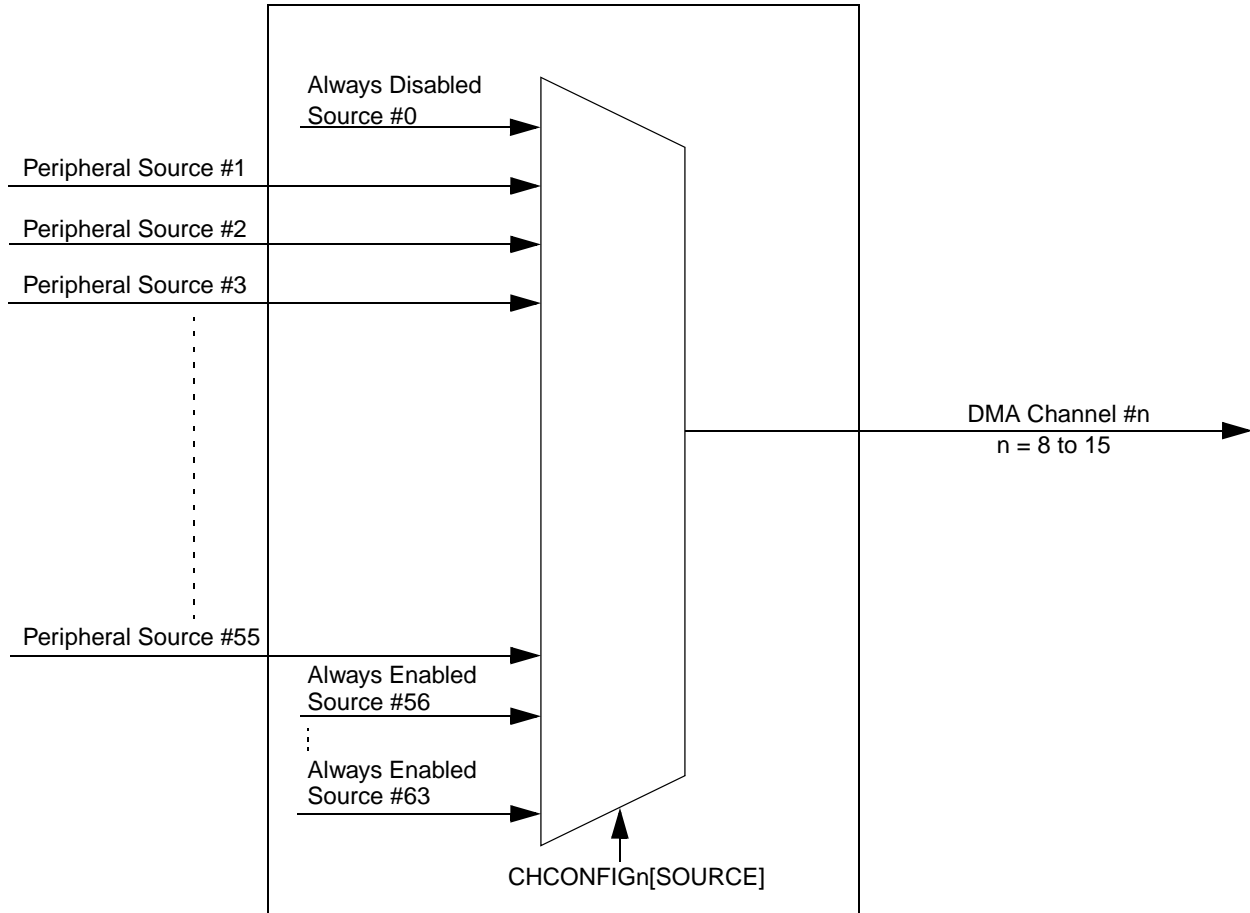 Always Disabled
Source #0
Peripheral Source #1
Peripheral Source #2
Peripheral Source #3
DMA Channel #n
n = 8 to 15
Peripheral Source #55
Always Enabled
Source #56
Always Enabled
Source #63
CHCONFIGn[SOURCE]